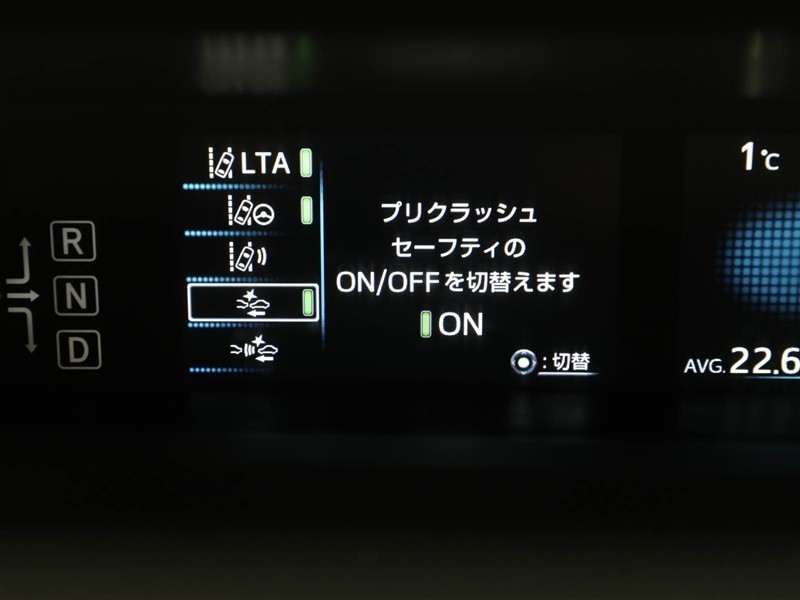 R
N
D
LTA
プリクラッシュ
セーフティの
ON/OFFを切替えます
ON
:切替
1℃
AVG.22.6